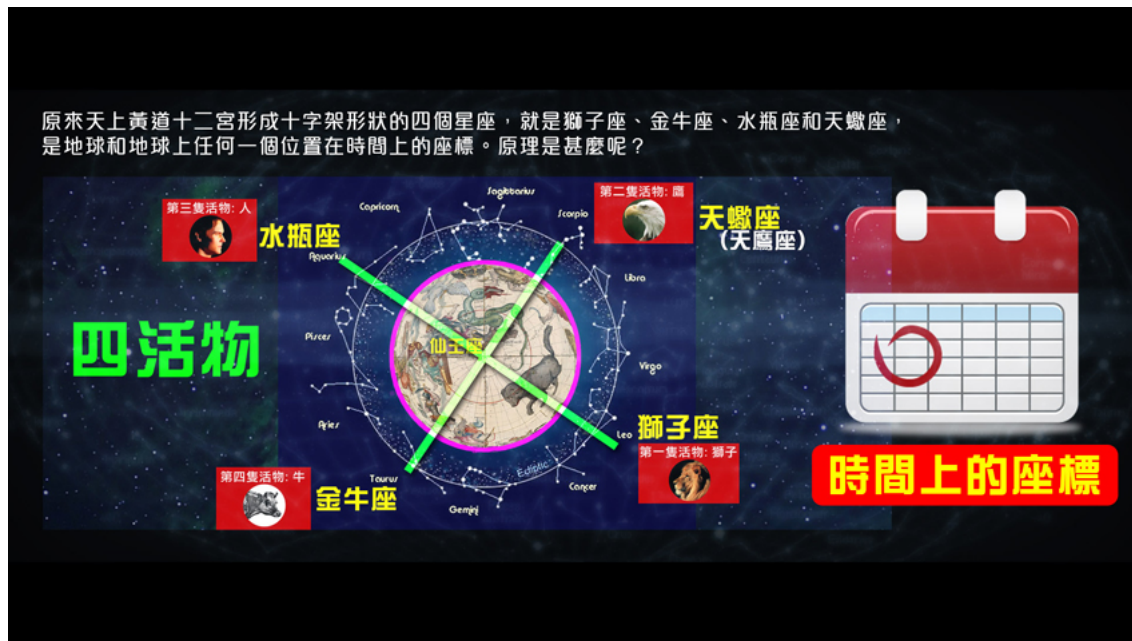 原來天上黃道十二宮形成十字架形狀的四個星座，就是獅子座、金牛座、水瓶座和天蠍座，
是地球和地球上任何一個位置在時間上的座標。原理是甚麼呢？
第三隻活物: 人
水瓶座
Capricorn
Sagittarius
第二隻活物: 鷹
Scorpio
天蠍座
(天鷹座)
Aquarius
Libra
四活物
Pisces
仙王座
Virgo
Aries
Leo
獅子座
第一隻活物: 獅子
Ecliptic
Cancer
第四隻活物: 牛
Taurus
金牛座
Gemini
時間上的座標